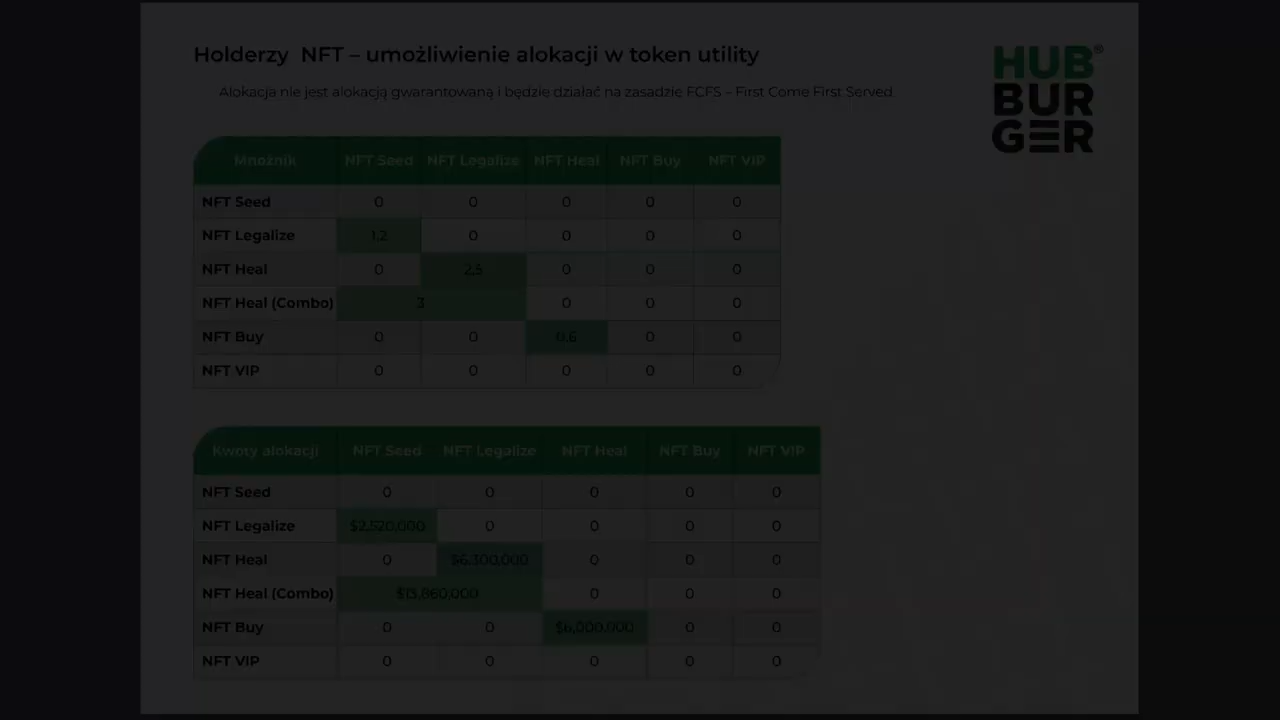 Holderzy NFT – umożliwienie alokacji w token utility
Alokacja nie jest alokacją gwarantowaną i będzie działać na zasadzie FCFS – First Come First Served.
HUB®
BUR
GER
Mnożnik NFT Seed NFT Legalize NFT Heal NFT Buy NFT VIP
NFT Seed 0 0 0 0 0
NFT Legalize 1,2 0 0 0 0
NFT Heal 0 2,5 0 0 0
NFT Heal (Combo) 3 0 0 0
NFT Buy 0 0 0.6 0 0
NFT VIP 0 0 0 0 0
Kwoty alokacji NFT Seed NFT Legalize NFT Heal NFT Buy NFT VIP
NFT Seed 0 0 0 0 0
NFT Legalize $2,520,000 0 0 0 0
NFT Heal 0 $6,300,000 0 0 0
NFT Heal (Combo) $13,860,000 0 0 0
NFT Buy 0 0 $6,000,000 0 0
NFT VIP 0 0 0 0 0